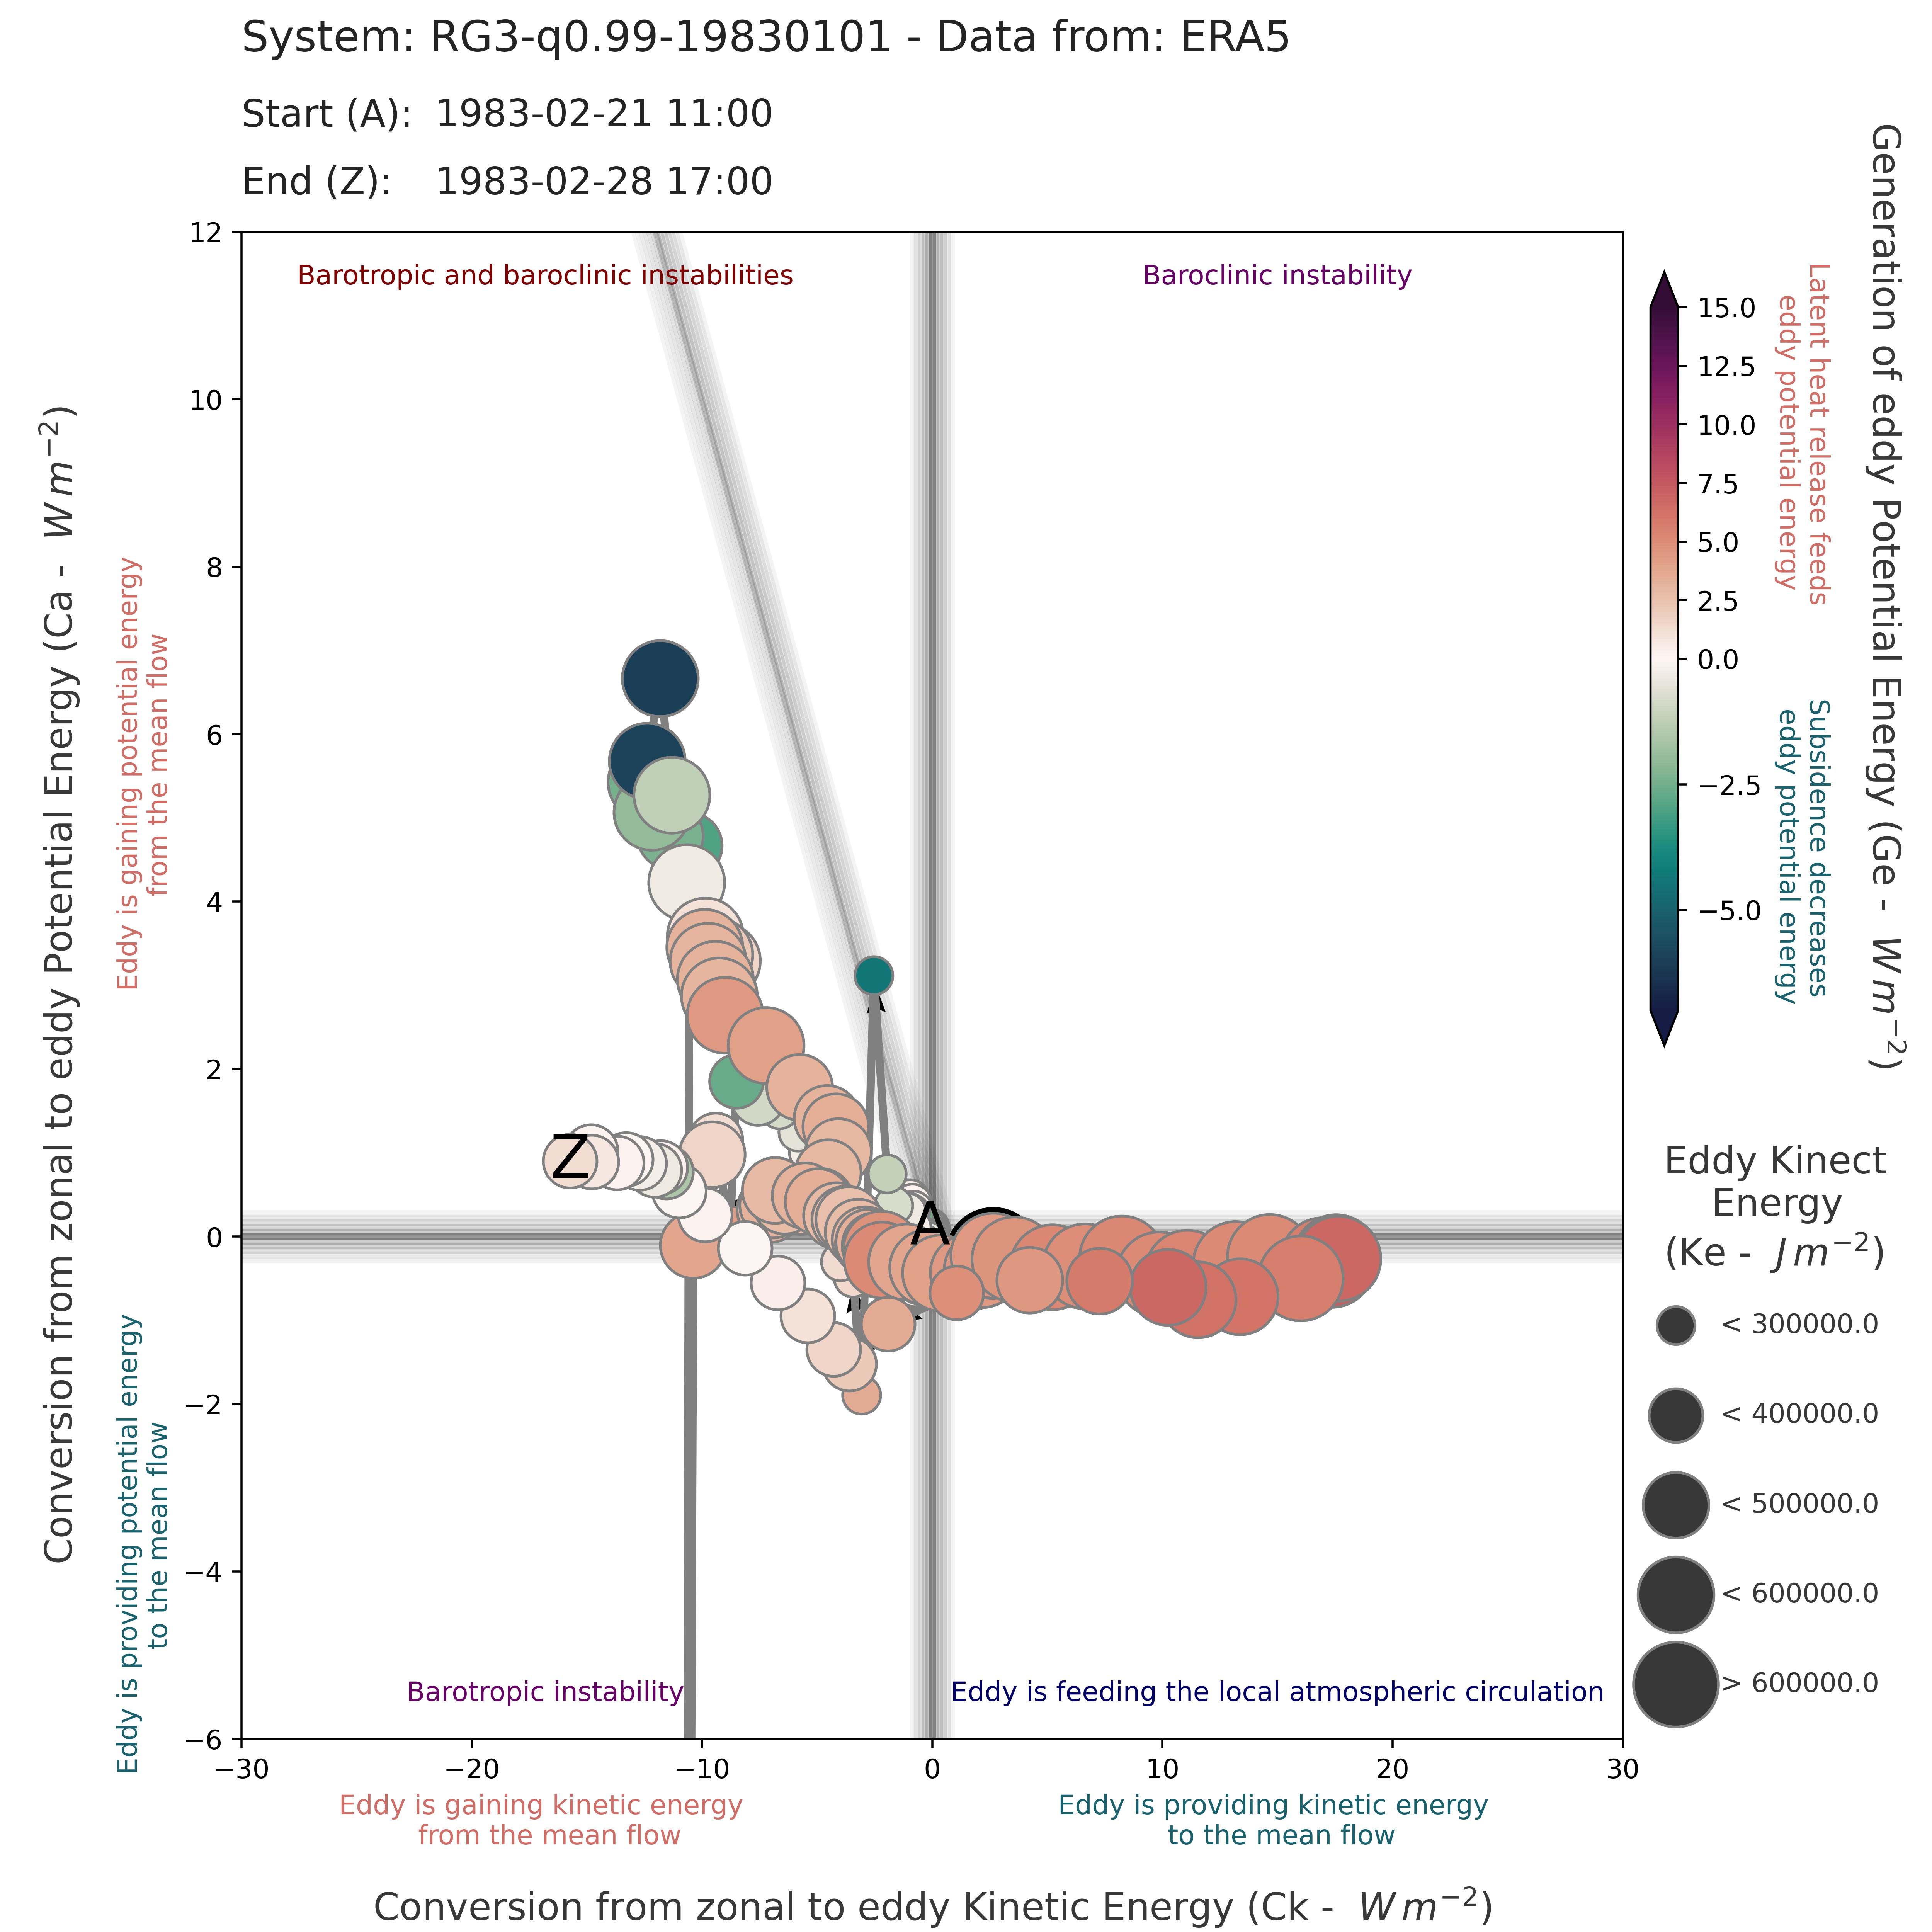 System: RG3-q0.99-19830101 - Data from: ERA5
Start (A): 1983-02-21 11:00
End (Z): 1983-02-28 17:00
Barotropic and baroclinic instabilities
Baroclinic instability
Barotropic instability
Eddy is feeding the local atmospheric circulation
A
Z
12
10
8
6
4
2
0
−2
−4
−6
−30
−20
−10
0
10
20
30
Eddy is gaining kinetic energy
from the mean flow
Eddy is providing kinetic energy
to the mean flow
Conversion from zonal to eddy Kinetic Energy (Ck - W m⁻²)
Conversion from zonal to eddy Potential Energy (Ca - W m⁻²)
Eddy is gaining potential energy
from the mean flow
Eddy is providing potential energy
to the mean flow
15.0
12.5
10.0
7.5
5.0
2.5
0.0
−2.5
−5.0
Latent heat release feeds
eddy potential energy
Subsidence decreases
eddy potential energy
Generation of eddy Potential Energy (Ge - W m⁻²)
Eddy Kinect
Energy
(Ke - J m⁻²)
< 300000.0
< 400000.0
< 500000.0
< 600000.0
> 600000.0